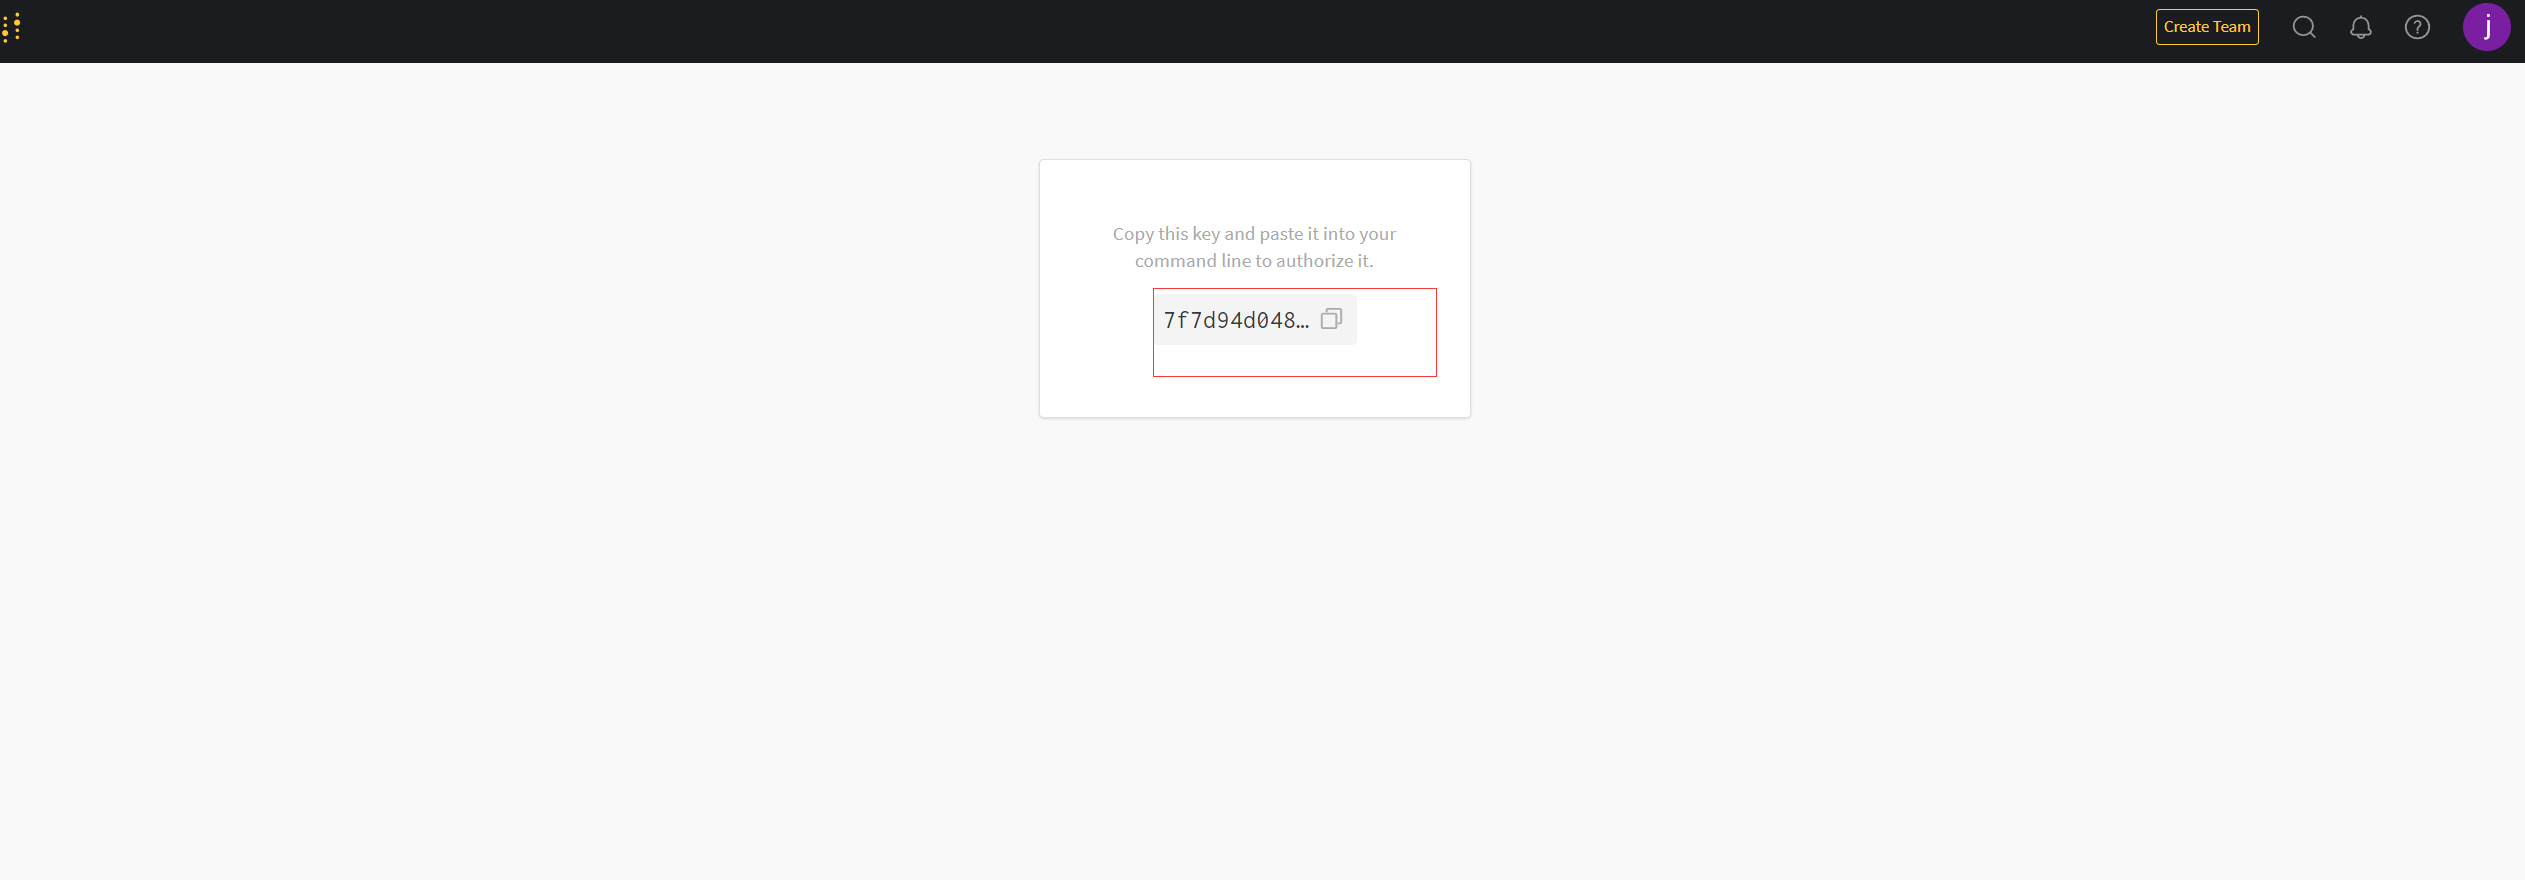 Create Team
?
j
Copy this key and paste it into your
command line to authorize it.
7f7d94d048...